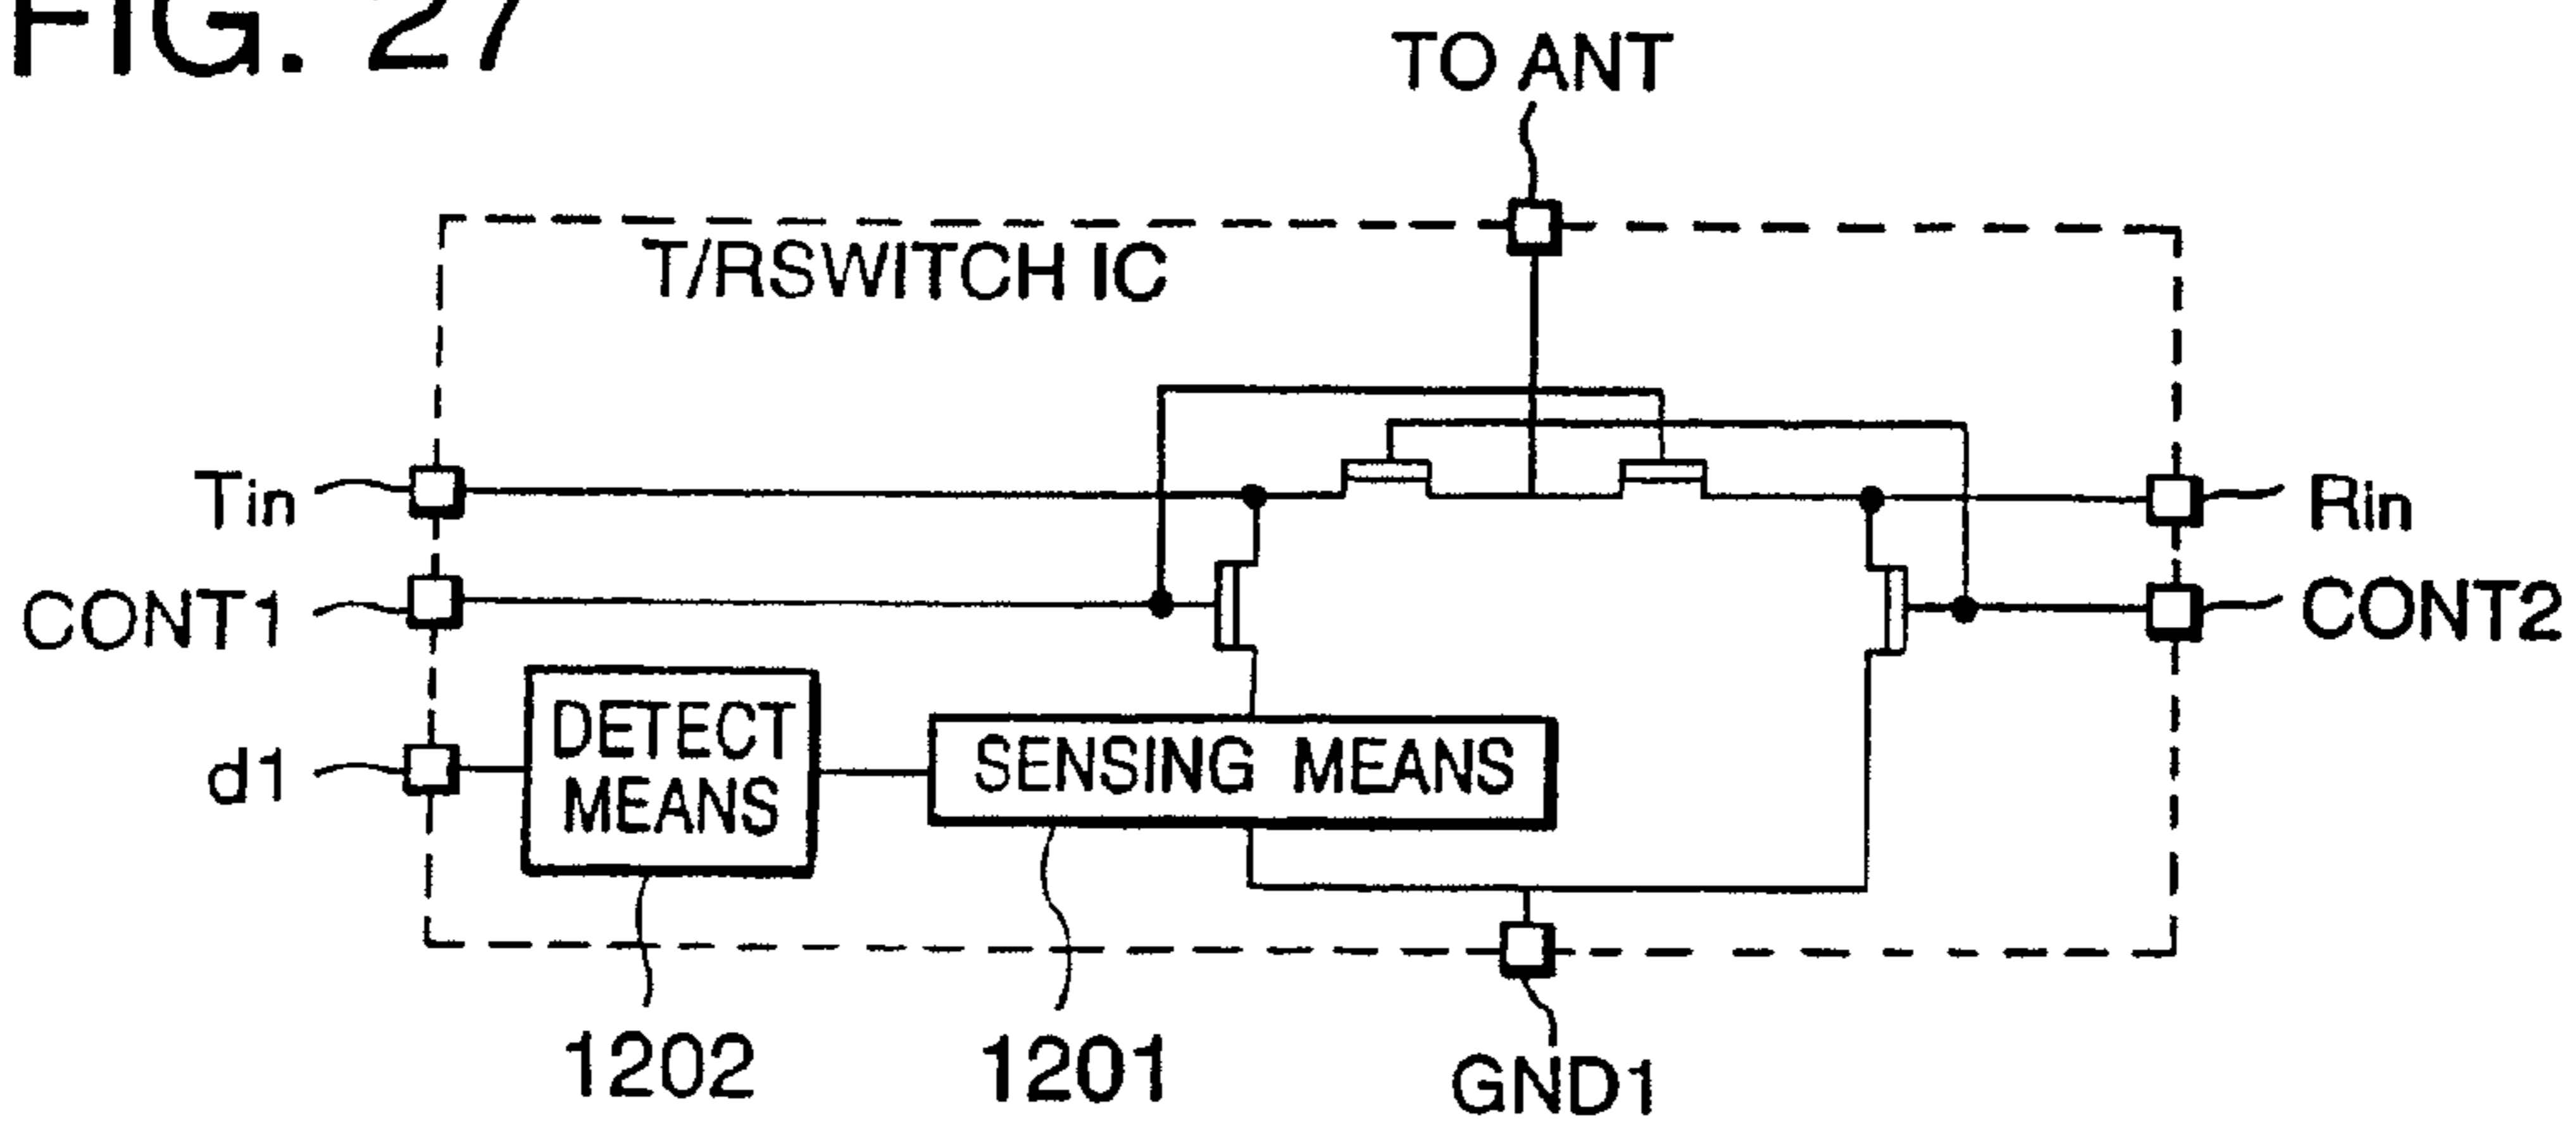 FIG. 27
TO ANT
T/RSWITCH IC
Tin
Rin
CONT1
CONT2
d1
DETECT
MEANS
SENSING MEANS
1202
1201
GND1